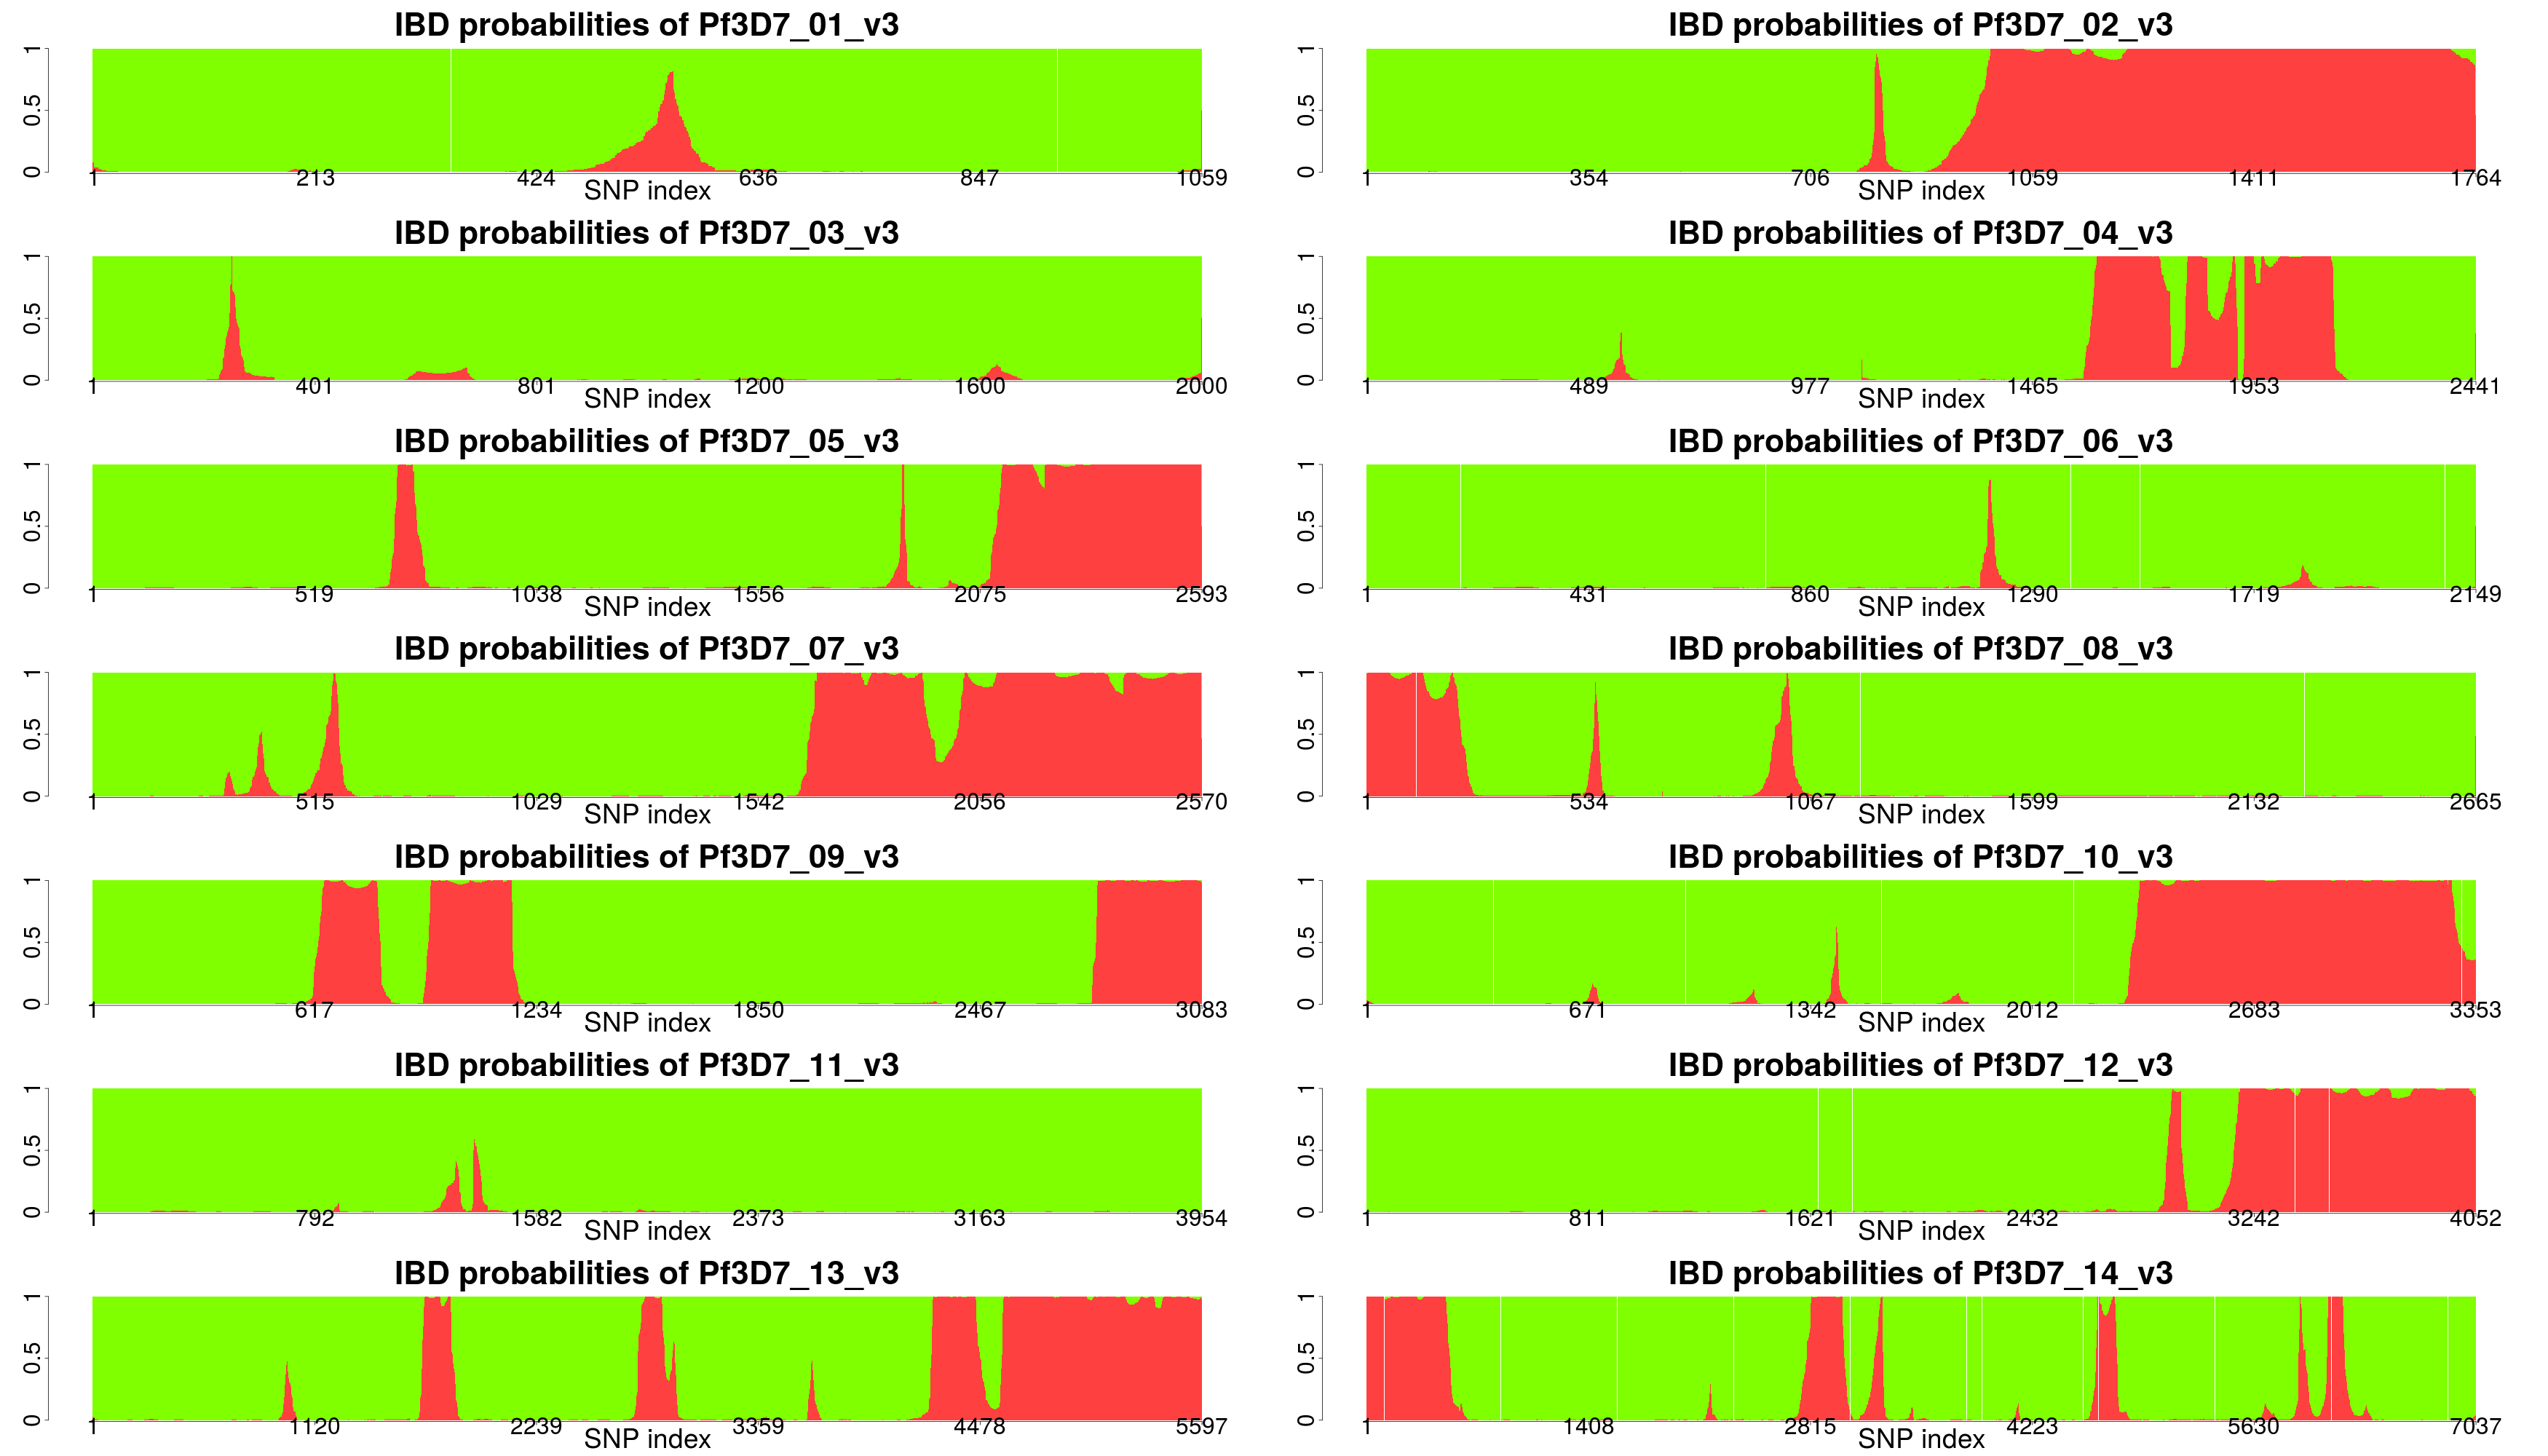 IBD probabilities of Pf3D7_01_v3
0 0.5 1
1 213 424 636 847 1059
SNP index
IBD probabilities of Pf3D7_02_v3
0 0.5 1
1 354 706 1059 1411 1764
SNP index
IBD probabilities of Pf3D7_03_v3
0 0.5 1
1 401 801 1200 1600 2000
SNP index
IBD probabilities of Pf3D7_04_v3
0 0.5 1
1 489 977 1465 1953 2441
SNP index
IBD probabilities of Pf3D7_05_v3
0 0.5 1
1 519 1038 1556 2075 2593
SNP index
IBD probabilities of Pf3D7_06_v3
0 0.5 1
1 431 860 1290 1719 2149
SNP index
IBD probabilities of Pf3D7_07_v3
0 0.5 1
1 515 1029 1542 2056 2570
SNP index
IBD probabilities of Pf3D7_08_v3
0 0.5 1
1 534 1067 1599 2132 2665
SNP index
IBD probabilities of Pf3D7_09_v3
0 0.5 1
1 617 1234 1850 2467 3083
SNP index
IBD probabilities of Pf3D7_10_v3
0 0.5 1
1 671 1342 2012 2683 3353
SNP index
IBD probabilities of Pf3D7_11_v3
0 0.5 1
1 792 1582 2373 3163 3954
SNP index
IBD probabilities of Pf3D7_12_v3
0 0.5 1
1 811 1621 2432 3242 4052
SNP index
IBD probabilities of Pf3D7_13_v3
0 0.5 1
1 1120 2239 3359 4478 5597
SNP index
IBD probabilities of Pf3D7_14_v3
0 0.5 1
1 1408 2815 4223 5630 7037
SNP index